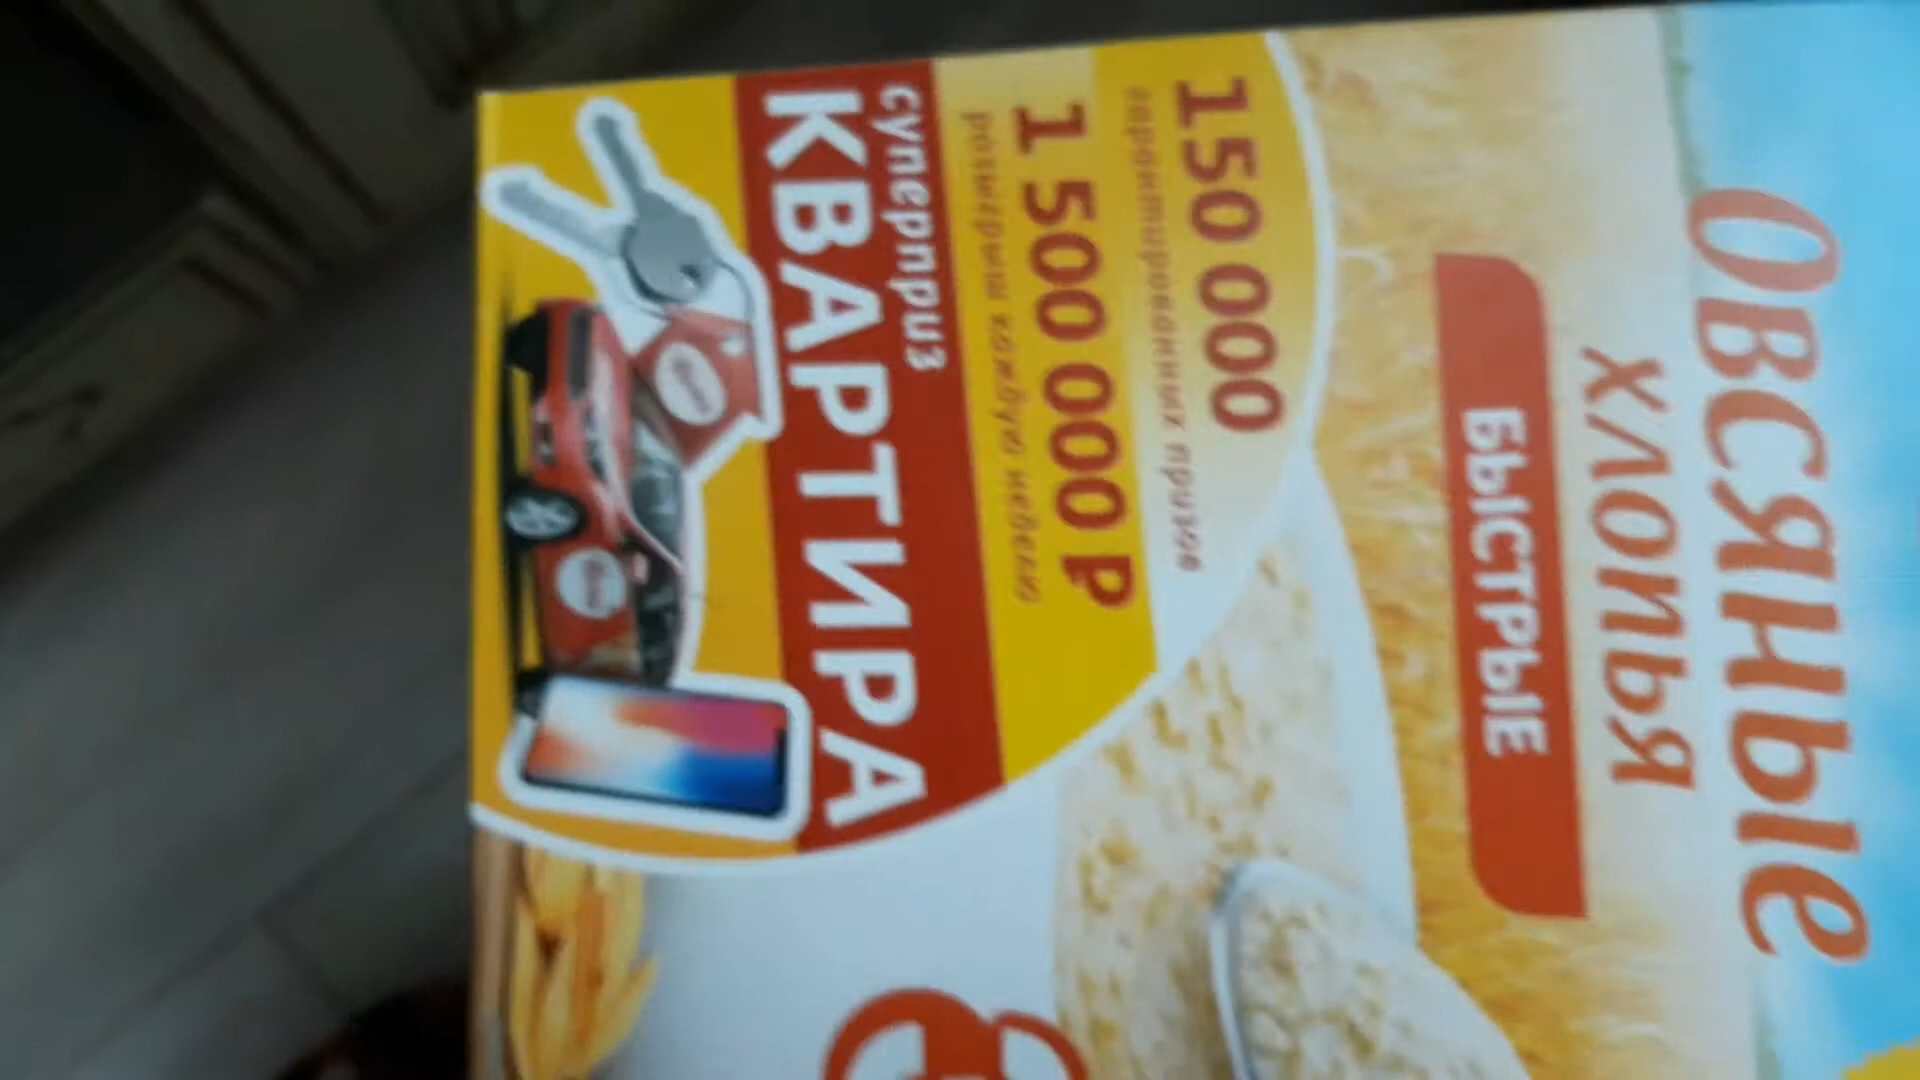 Овсяные
хлопья
БЫСТРЫЕ
150 000
гарантированных призов
1 500 000 Р
розыгрыш каждую неделю
суперприз
КВАРТИРА